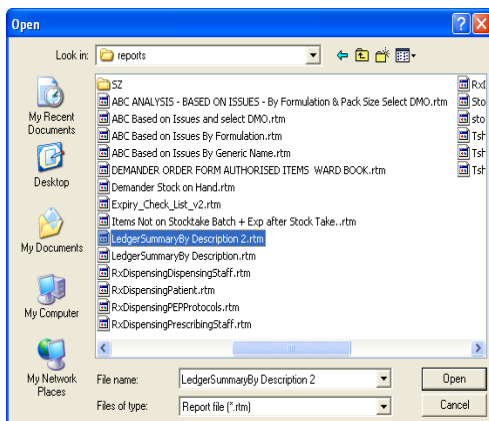 Open
Look in:
reports
My Recent
Documents
Desktop
My Documents
My Computer
My Network
Places
SZ
ABC ANALYSIS - BASED ON ISSUES - By Formulation & Pack Size Select DMO.rtm
ABC Based on Issues and select DMO.rtm
ABC Based on Issues By Formulation.rtm
ABC Based on Issues By Generic Name.rtm
DEMANDER ORDER FORM AUTHORISED ITEMS WARD BOOK.rtm
Demander Stock on Hand.rtm
Expiry_Check_List_v2.rtm
Items Not on Stocktake Batch + Exp after Stock Take..rtm
LedgerSummaryBy Description 2.rtm
LedgerSummaryBy Description.rtm
RxDispensingDispensingStaff.rtm
RxDispensingPatient.rtm
RxDispensingPEPProtocols.rtm
RxDispensingPrescribingStaff.rtm
Sto
sto
Tsh
Tsh
Tsh
File name:
LedgerSummaryBy Description 2
Open
Files of type:
Report file (*.rtm)
Cancel